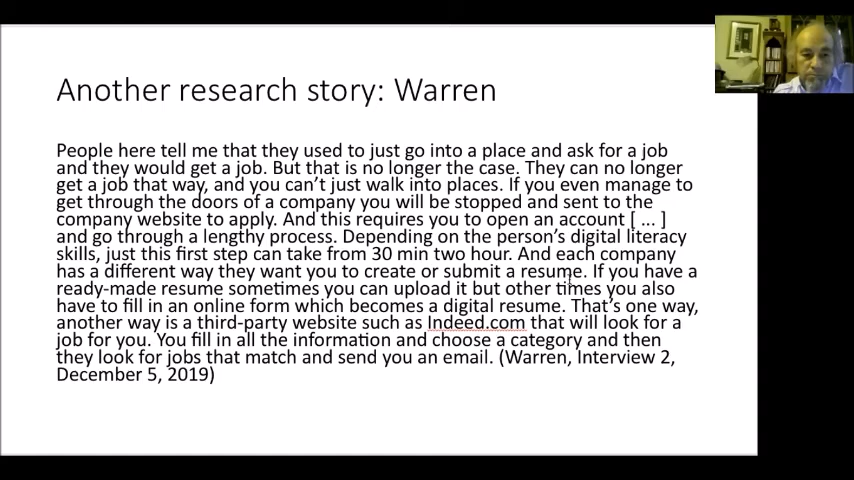 Another research story: Warren
People here tell me that they used to just go into a place and ask for a job
and they would get a job. But that is no longer the case. They can no longer
get a job that way, and you can’t just walk into places. If you even manage to
get through the doors of a company you will be stopped and sent to the
company website to apply. And this requires you to open an account [ ... ]
and go through a lengthy process. Depending on the person’s digital literacy
skills, just this first step can take from 30 min two hour. And each company
has a different way they want you to create or submit a resume. If you have a
ready-made resume sometimes you can upload it but other times you also
have to fill in an online form which becomes a digital resume. That’s one way,
another way is a third-party website such as Indeed.com that will look for a
job for you. You fill in all the information and choose a category and then
they look for jobs that match and send you an email. (Warren, Interview 2,
December 5, 2019)